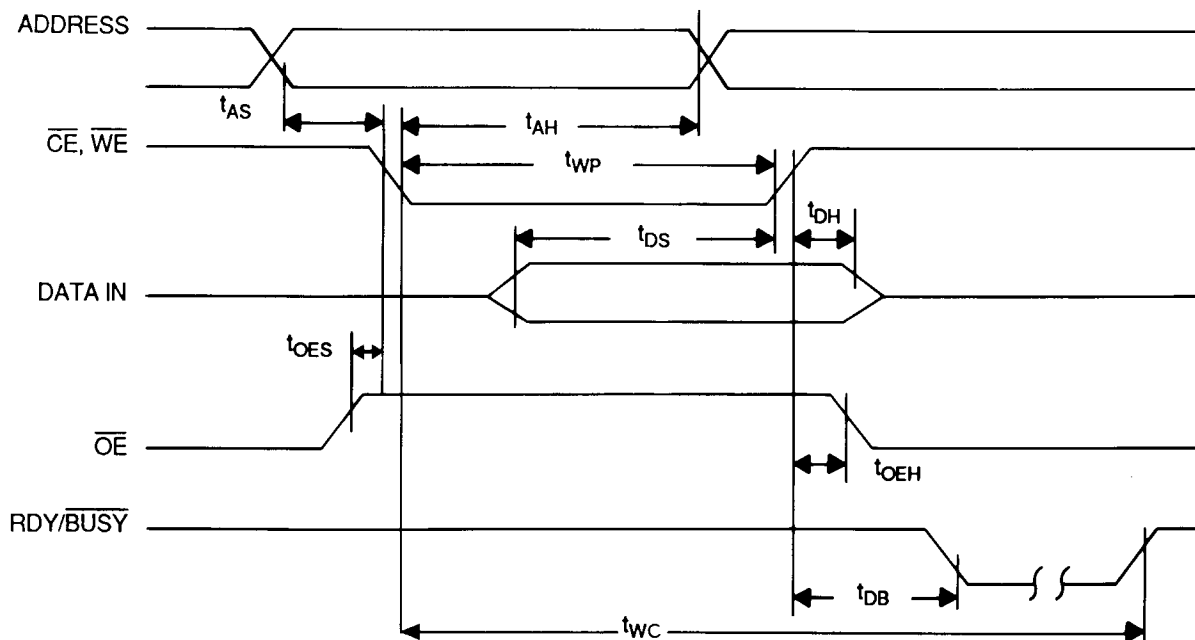 ADDRESS
tAS
tAH
CE, WE
tWP
tDH
tDS
DATA IN
tOES
OE
tOEH
RDY/BUSY
tDB
tWC